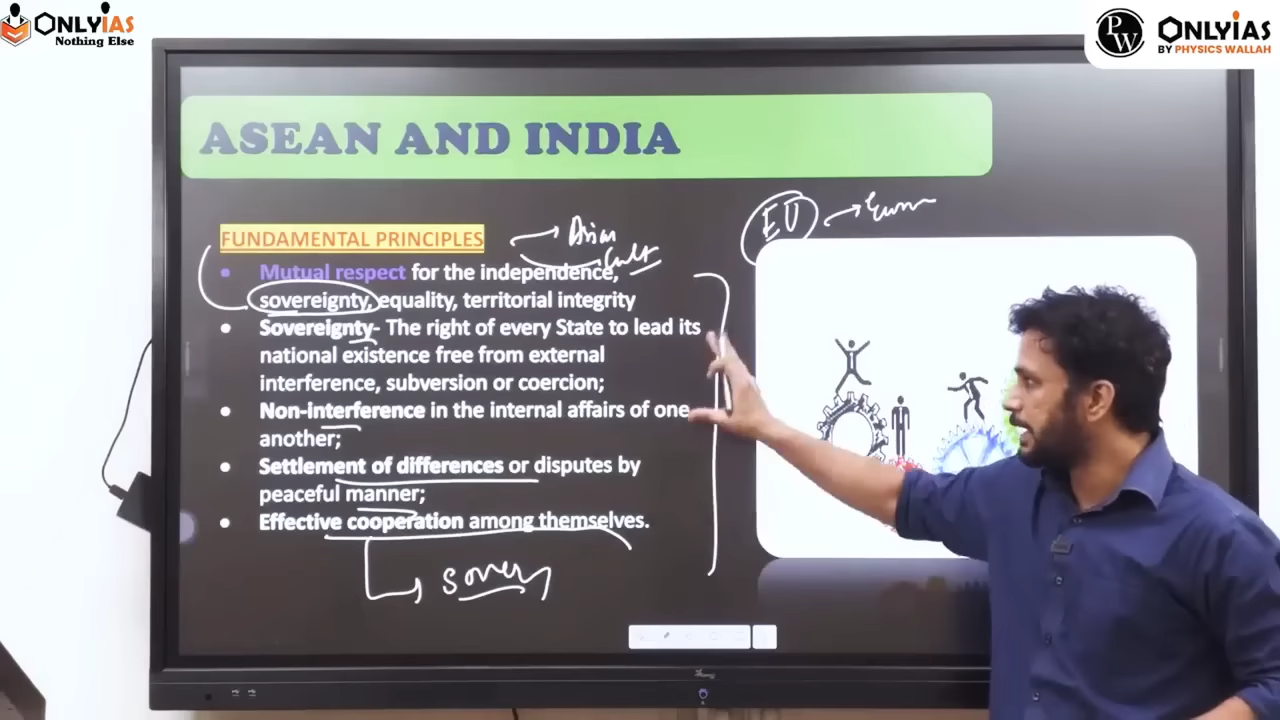 ONLYIAS
Nothing Else
PW
ONLYIAS
BY PHYSICS WALLAH
ASEAN AND INDIA
FUNDAMENTAL PRINCIPLES
• Mutual respect for the independence,
sovereignty, equality, territorial integrity
• Sovereignty- The right of every State to lead its
national existence free from external
interference, subversion or coercion;
• Non-interference in the internal affairs of one
another;
• Settlement of differences or disputes by
peaceful manner;
• Effective cooperation among themselves.
EU